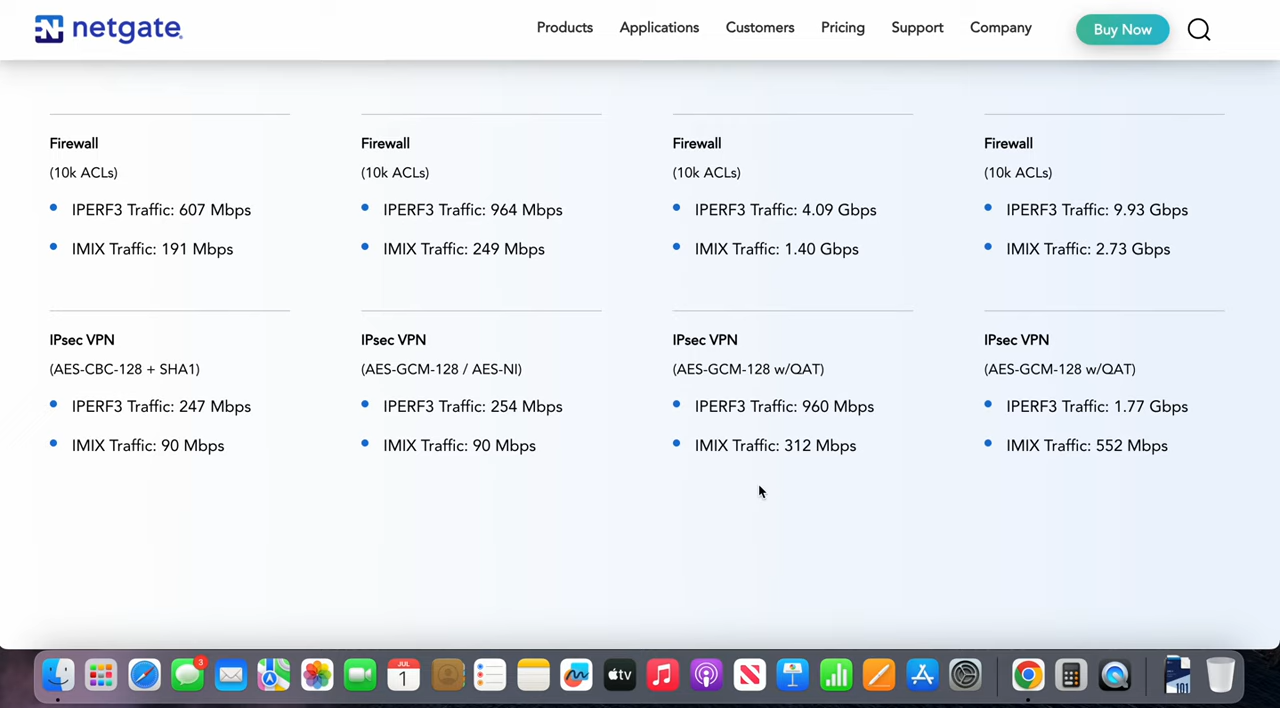 netgate
Products Applications Customers Pricing Support Company Buy Now
Firewall
(10k ACLs)
IPERF3 Traffic: 607 Mbps
IMIX Traffic: 191 Mbps
Firewall
(10k ACLs)
IPERF3 Traffic: 964 Mbps
IMIX Traffic: 249 Mbps
Firewall
(10k ACLs)
IPERF3 Traffic: 4.09 Gbps
IMIX Traffic: 1.40 Gbps
Firewall
(10k ACLs)
IPERF3 Traffic: 9.93 Gbps
IMIX Traffic: 2.73 Gbps
IPsec VPN
(AES-CBC-128 + SHA1)
IPERF3 Traffic: 247 Mbps
IMIX Traffic: 90 Mbps
IPsec VPN
(AES-GCM-128 / AES-NI)
IPERF3 Traffic: 254 Mbps
IMIX Traffic: 90 Mbps
IPsec VPN
(AES-GCM-128 w/QAT)
IPERF3 Traffic: 960 Mbps
IMIX Traffic: 312 Mbps
IPsec VPN
(AES-GCM-128 w/QAT)
IPERF3 Traffic: 1.77 Gbps
IMIX Traffic: 552 Mbps
3
JUL
1
tv
101